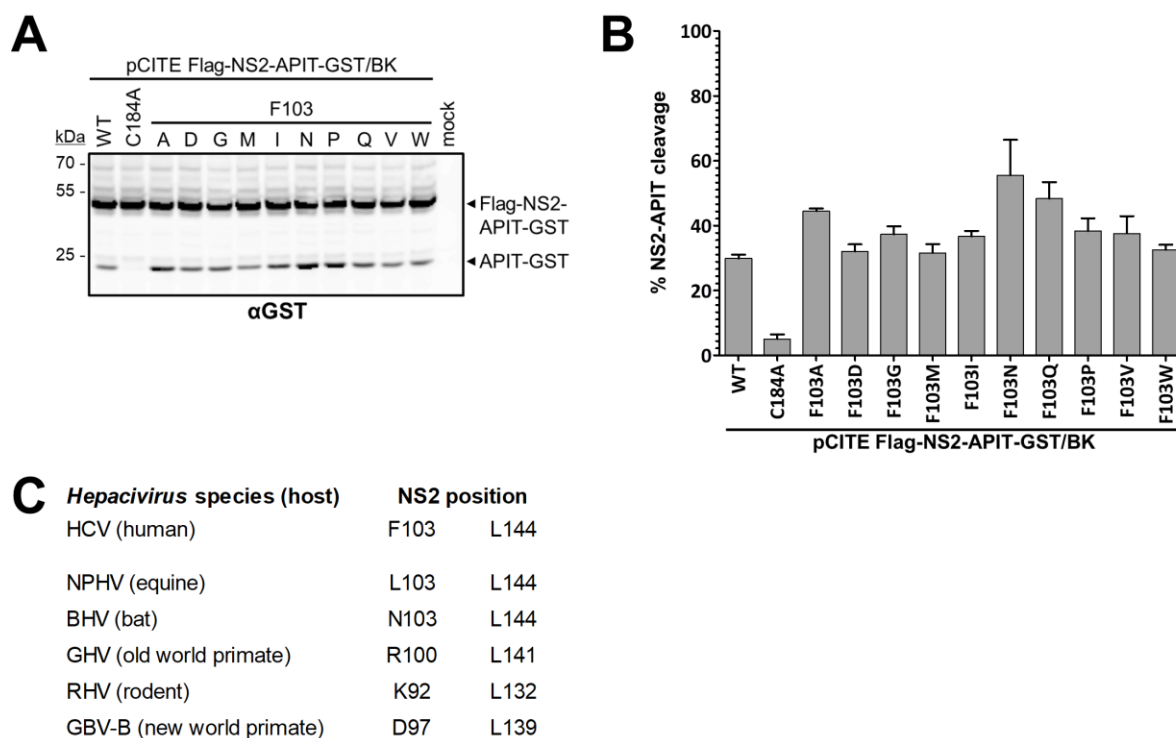 A
pCITE Flag-NS2-APIT-GST/BK
F103
kDa WT C184A A D G M I N P Q V W mock
70 -
55 -
Flag-NS2-
APIT-GST
25 -
APIT-GST
αGST
B
% NS2-APIT cleavage
100
80
60
40
20
0
WT C184A F103A F103D F103G F103M F103I F103N F103Q F103P F103V F103W
pCITE Flag-NS2-APIT-GST/BK
C
Hepacivirus species (host) NS2 position
HCV (human) F103 L144
NPHV (equine) L103 L144
BHV (bat) N103 L144
GHV (old world primate) R100 L141
RHV (rodent) K92 L132
GBV-B (new world primate) D97 L139